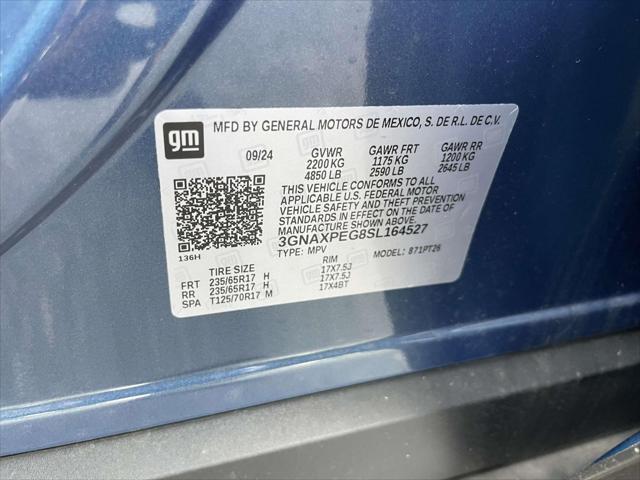 gm
MFD BY GENERAL MOTORS DE MEXICO, S. DE R.L. DE C.V.
09/24 GVWR GAWR FRT GAWR RR
2200 KG 1175 KG 1200 KG
4850 LB 2590 LB 2645 LB
THIS VEHICLE CONFORMS TO ALL
APPLICABLE U.S. FEDERAL MOTOR
VEHICLE SAFETY AND THEFT PREVENTION
STANDARDS IN EFFECT ON THE DATE OF
MANUFACTURE SHOWN ABOVE.
3GNAXPEG8SL164527
136H
TYPE: MPV MODEL: 871PT26
TIRE SIZE RIM
FRT 235/65R17 H 17X7.5J
RR 235/65R17 H 17X7.5J
SPA T125/70R17 M 17X4BT